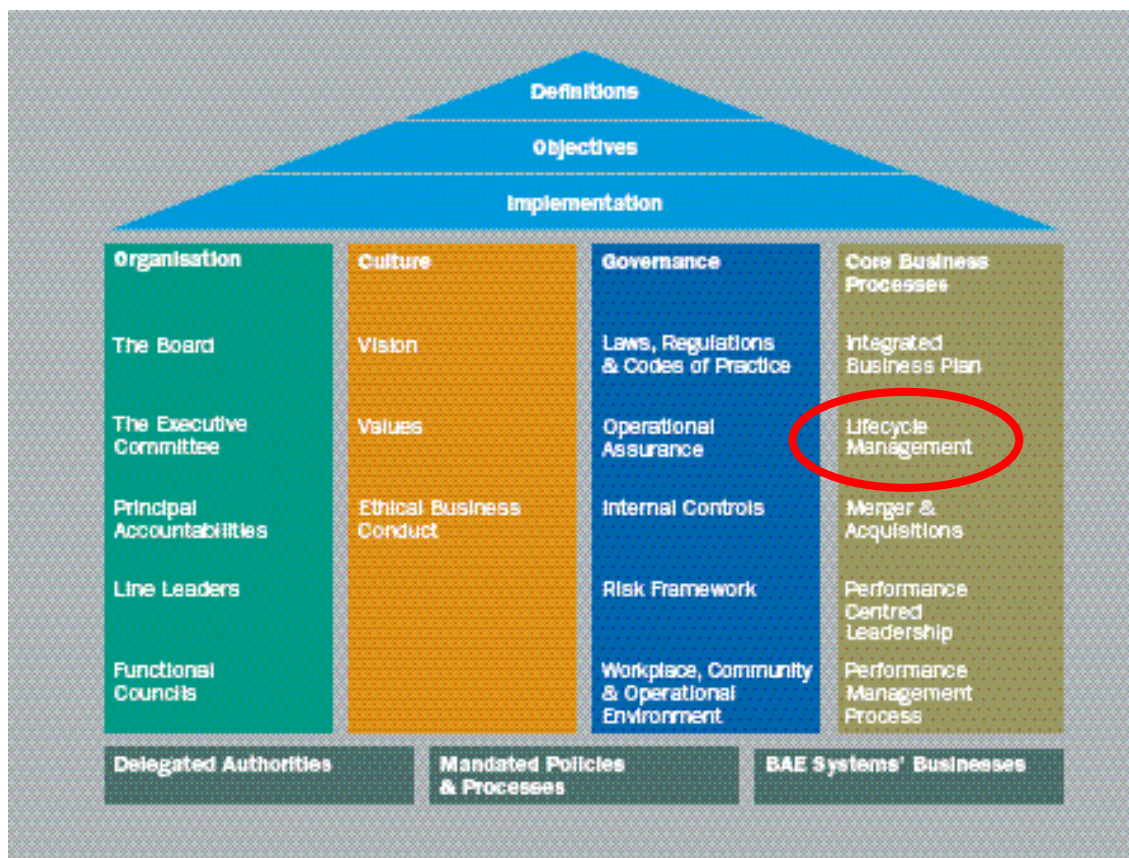 Definitions
Objectives
Implementation
Organisation
The Board
The Executive
Committee
Principal
Accountabilities
Line Leaders
Functional
Councils
Culture
Vision
Values
Ethical Business
Conduct
Governance
Laws, Regulations
& Codes of Practice
Operational
Assurance
Internal Controls
Risk Framework
Workplace, Community
& Operational
Environment
Core Business
Processes
Integrated
Business Plan
Lifecycle
Management
Merger &
Acquisitions
Performance
Centred
Leadership
Performance
Management
Process
Delegated Authorities
Mandated Policies
& Processes
BAE Systems' Businesses